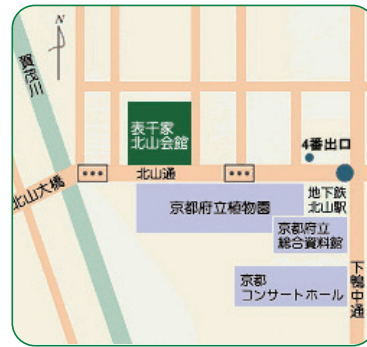 N
賀茂川
表千家
北山会館
4番出口
北山大橋
北山通
地下鉄
北山駅
京都府立植物園
京都府立
総合資料館
下鴨中通
京都
コンサートホール